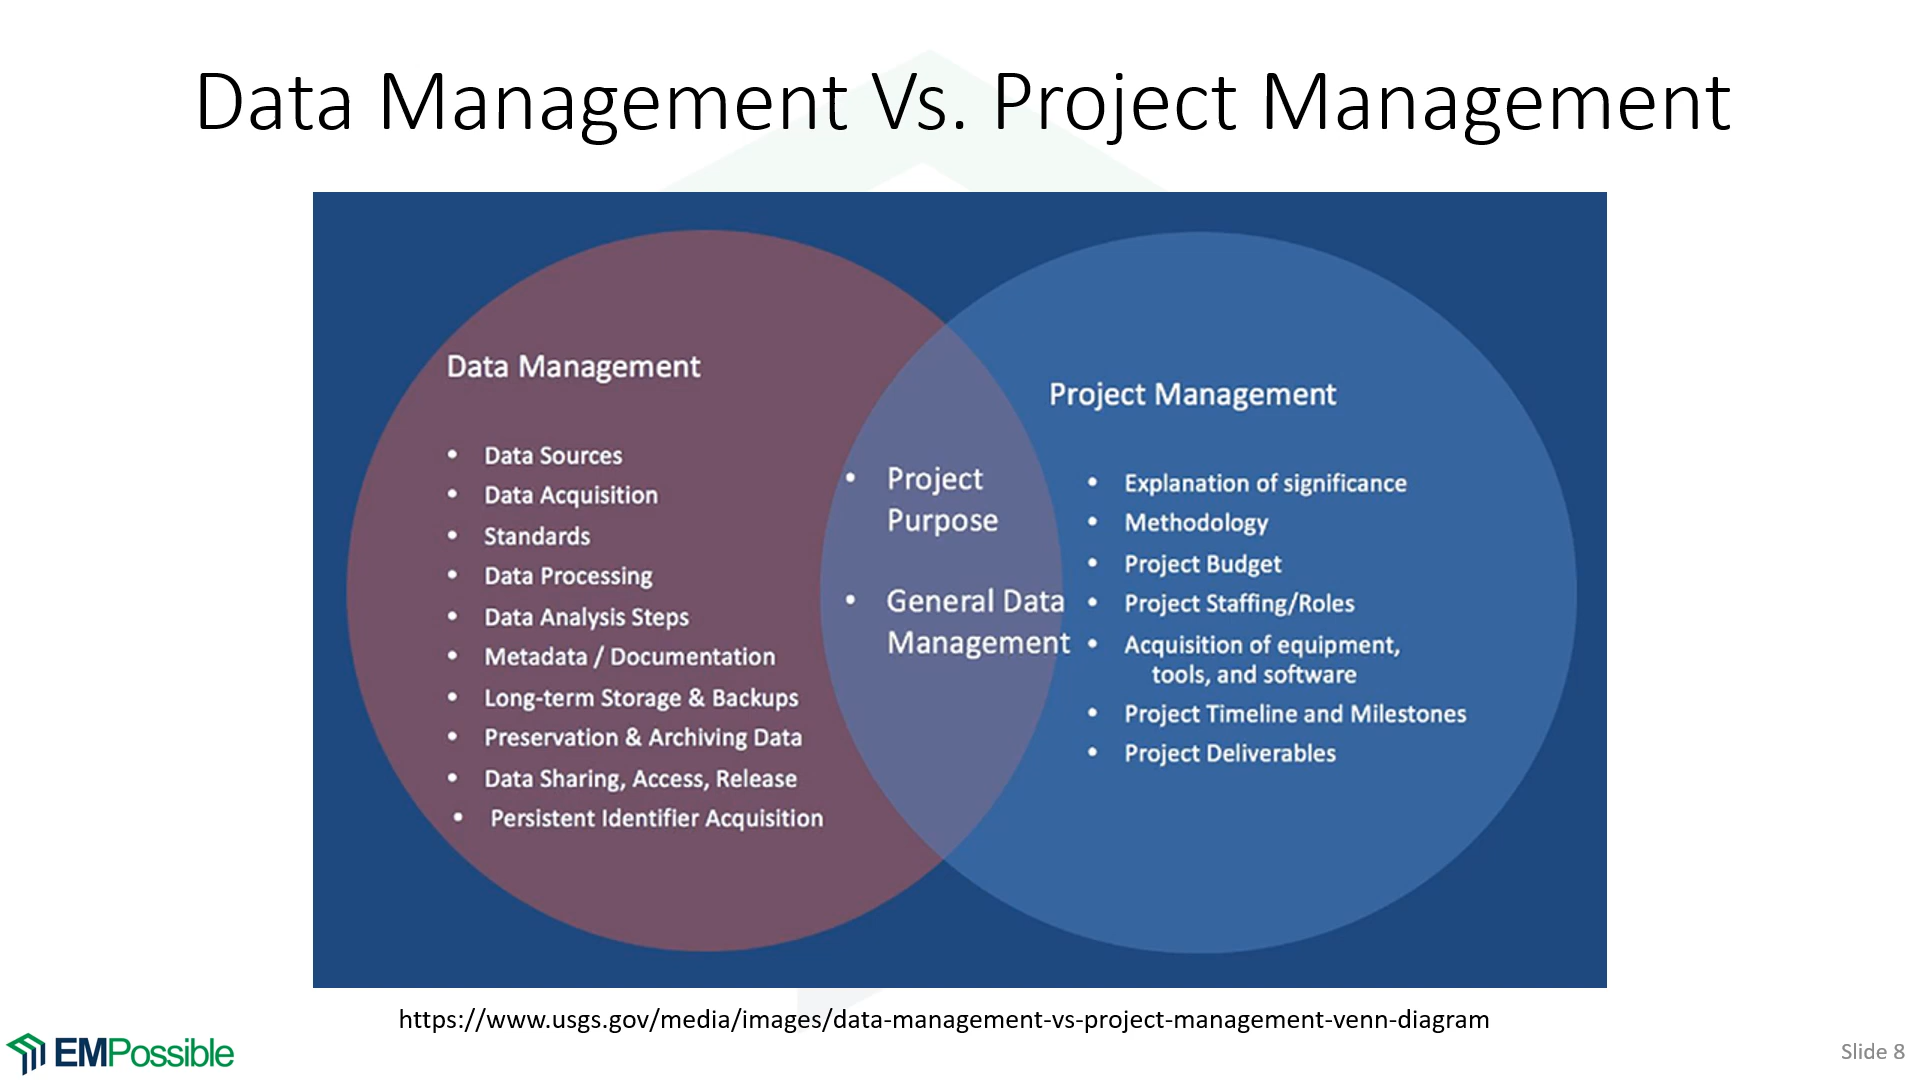 Data Management Vs. Project Management
Data Management
• Data Sources
• Data Acquisition
• Standards
• Data Processing
• Data Analysis Steps
• Metadata / Documentation
• Long-term Storage & Backups
• Preservation & Archiving Data
• Data Sharing, Access, Release
• Persistent Identifier Acquisition
• Project
Purpose
• General Data
Management
Project Management
• Explanation of significance
• Methodology
• Project Budget
• Project Staffing/Roles
• Acquisition of equipment,
tools, and software
• Project Timeline and Milestones
• Project Deliverables
https://www.usgs.gov/media/images/data-management-vs-project-management-venn-diagram
EMPossible
Slide 8